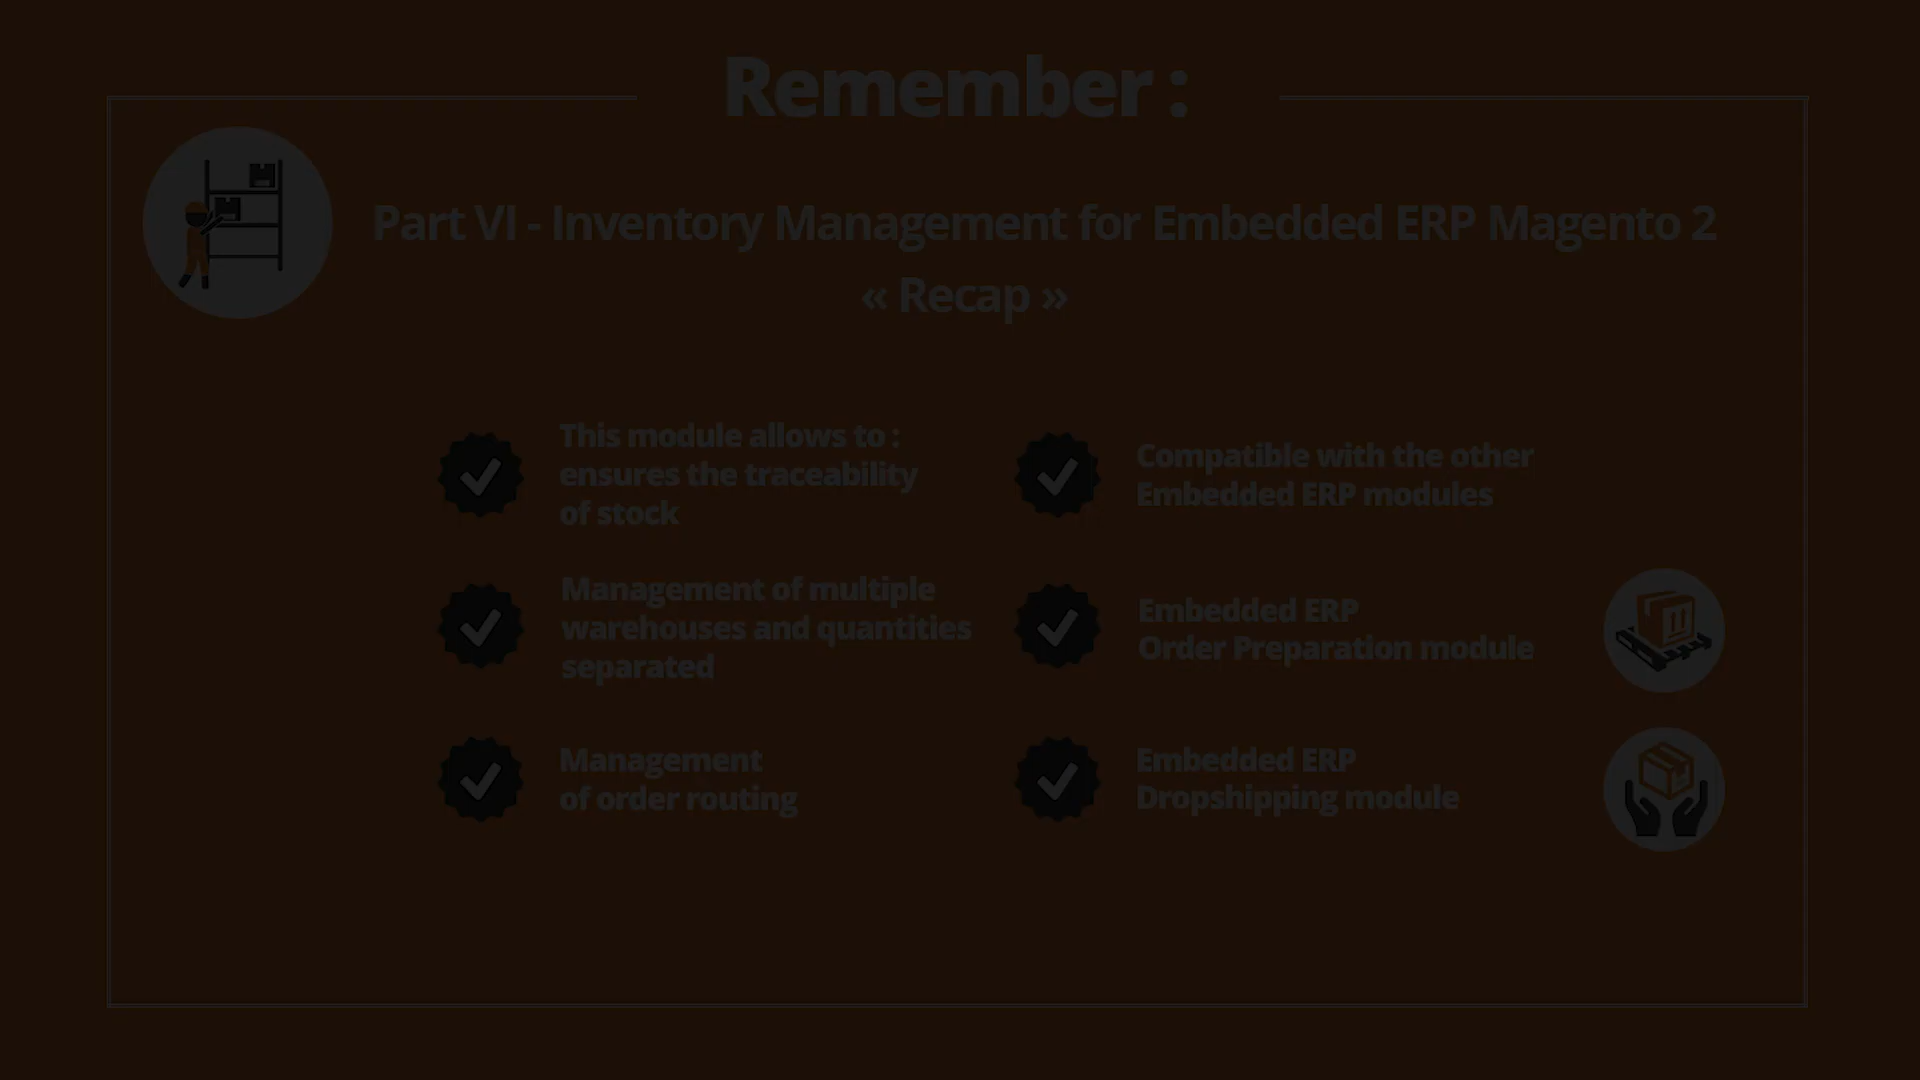 Remember :
Part VI - Inventory Management for Embedded ERP Magento 2
« Recap »
This module allows to :
ensures the traceability
of stock
Management of multiple
warehouses and quantities
separated
Management
of order routing
Compatible with the other
Embedded ERP modules
Embedded ERP
Order Preparation module
Embedded ERP
Dropshipping module